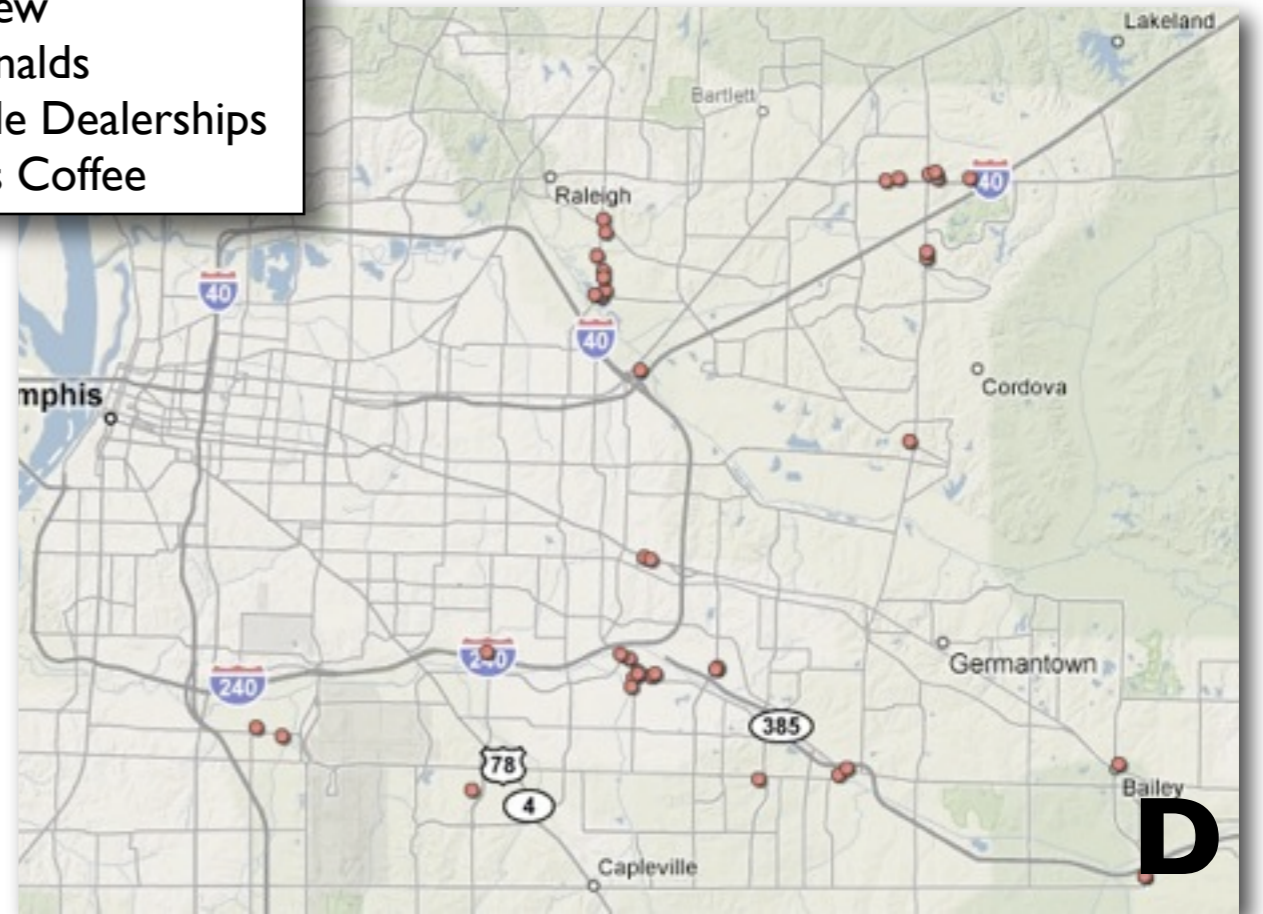 ew
nalds
le Dealerships
s Coffee
Lakeland
Bartlett
40
Raleigh
40
40
Cordova
mphis
Germantown
240
240
385
78
4
Bailey
D
Capleville